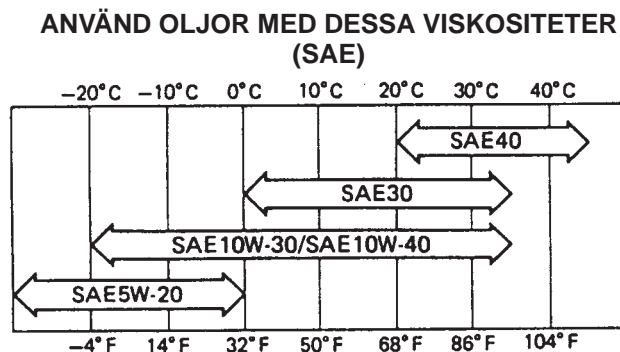 ANVÄND OLJOR MED DESSA VISKOSITETER
(SAE)
−20°C −10°C 0°C 10°C 20°C 30°C 40°C
SAE40
SAE30
SAE10W-30/SAE10W-40
SAE5W-20
−4°F 14°F 32°F 50°F 68°F 86°F 104°F